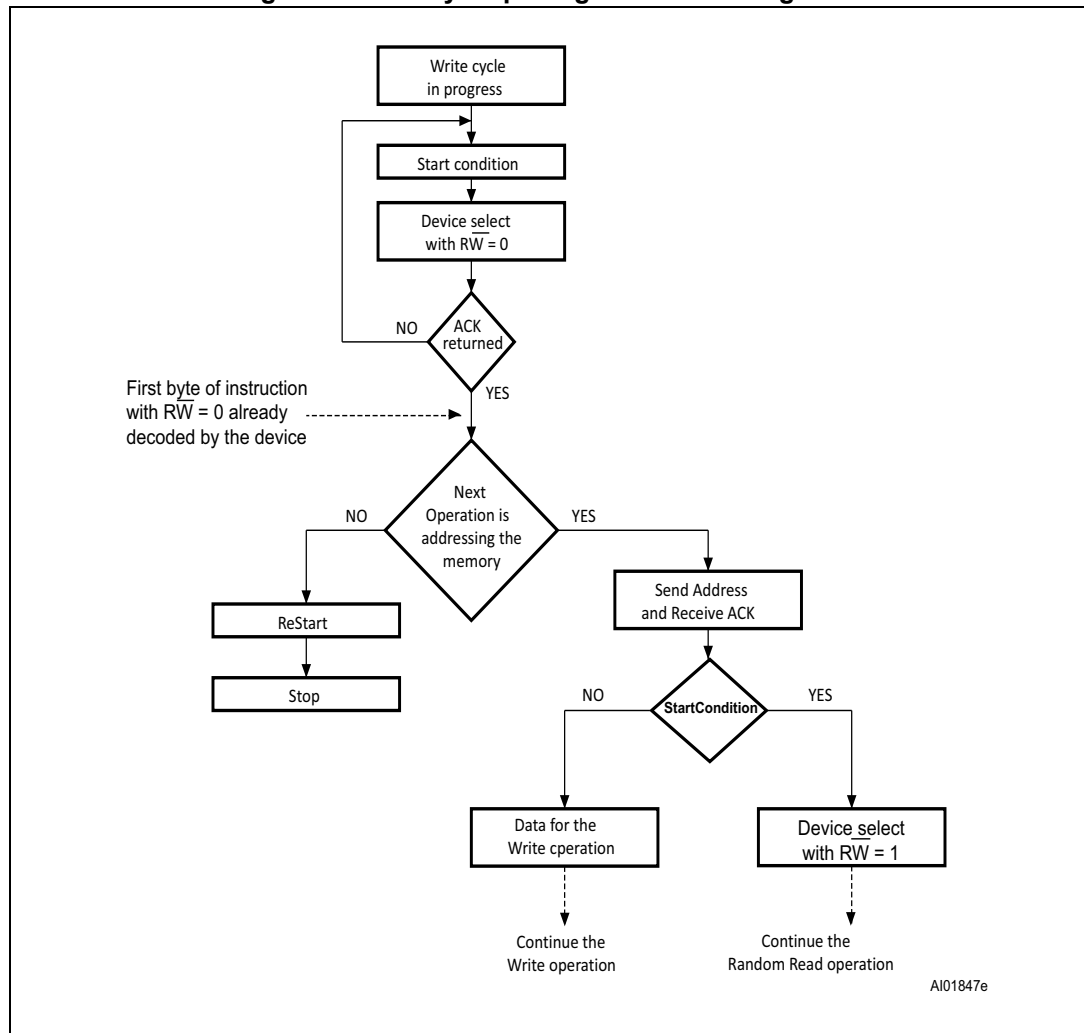 Write cycle
in progress
Start condition
Device select
with RW̅ = 0
NO
ACK
returned
YES
First byte of instruction
with RW̅ = 0 already
decoded by the device
Next
Operation is
addressing the
memory
NO
YES
ReStart
Stop
Send Address
and Receive ACK
StartCondition
NO
YES
Data for the
Write cperation
Device select
with RW̅ = 1
Continue the
Write operation
Continue the
Random Read operation
AI01847e